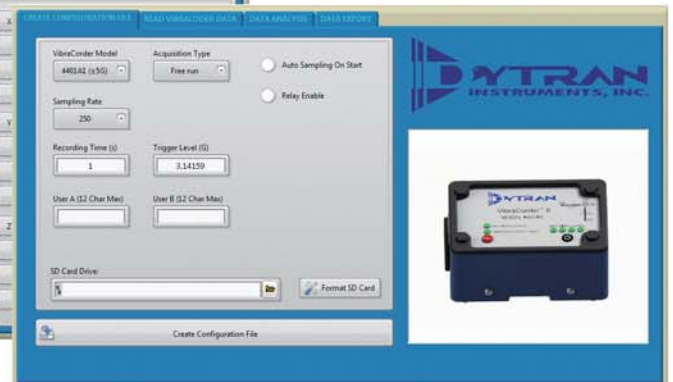 CREATE CONFIGURATION FILE
READ VIBRACORDER DATA
DATA ANALYSIS
DATA EXPORT
X
VibraCorder Model
Acquisition Type
4401A1 (±5G)
Free run
Auto Sampling On Start
Relay Enable
Sampling Rate
250
Y
Recording Time (s)
Trigger Level (G)
1
3.14159
User A (12 Char Max)
User B (12 Char Max)
Z
SD Card Drive:
Format SD Card
Create Configuration File
DYTRAN
INSTRUMENTS, INC.
DYTRAN
VibraCorder